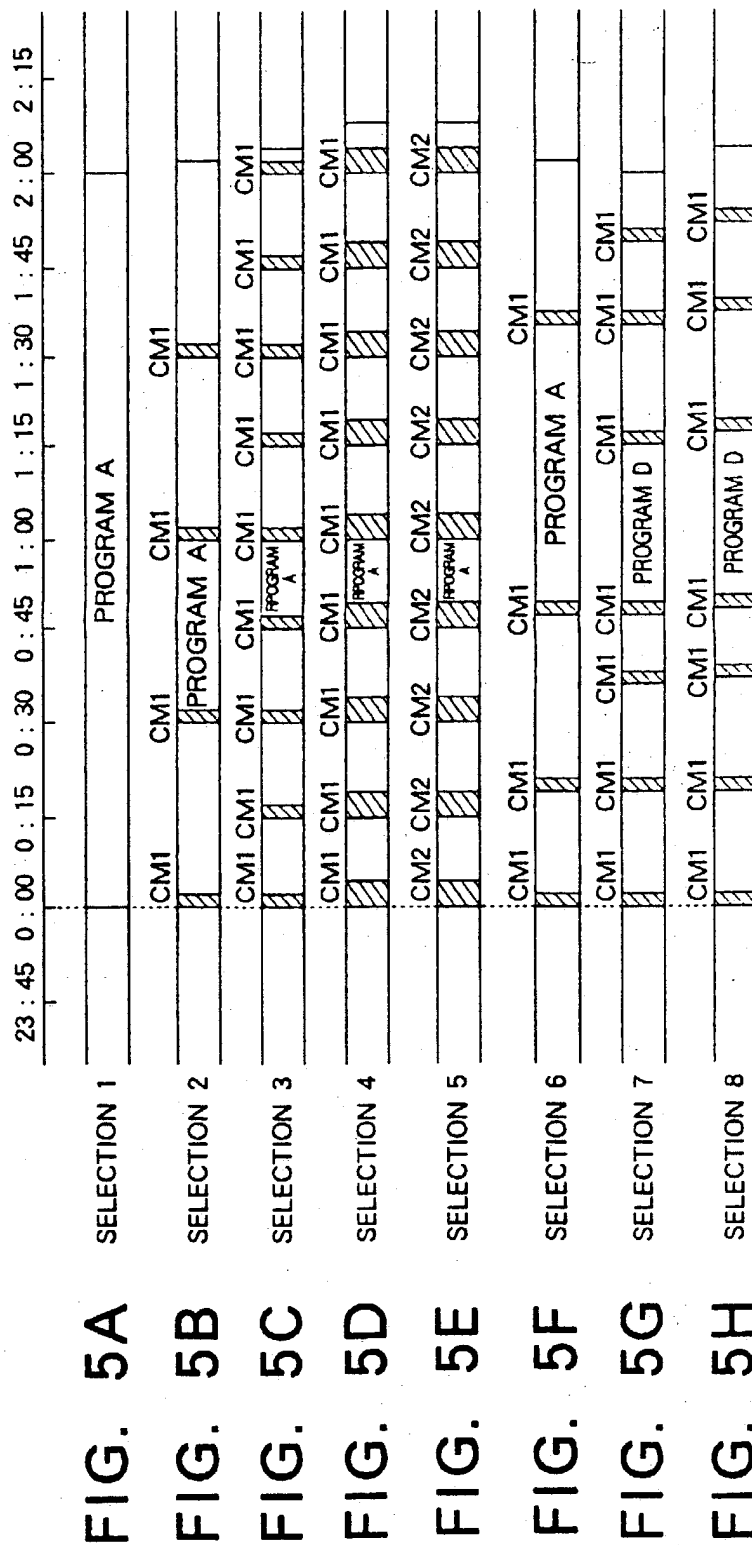 23:45 0:00 0:15 0:30 0:45 1:00 1:15 1:30 1:45 2:00 2:15
FIG. 5A SELECTION 1 PROGRAM A
CM1 CM1 CM1 CM1
FIG. 5B SELECTION 2 PROGRAM A
CM1 CM1 CM1 CM1 CM1 CM1 CM1 CM1 CM1
FIG. 5C SELECTION 3 RPOGRAM
A
CM1 CM1 CM1 CM1 CM1 CM1 CM1 CM1 CM1
FIG. 5D SELECTION 4 RPOGRAM
A
CM2 CM2 CM2 CM2 CM2 CM2 CM2 CM2 CM2
FIG. 5E SELECTION 5 RPOGRAM
A
CM1 CM1 CM1 CM1
FIG. 5F SELECTION 6 PROGRAM A
CM1 CM1 CM1 CM1 CM1 CM1 CM1
FIG. 5G SELECTION 7 PROGRAM D
CM1 CM1 CM1 CM1 CM1 CM1 CM1
FIG. 5H SELECTION 8 PROGRAM D